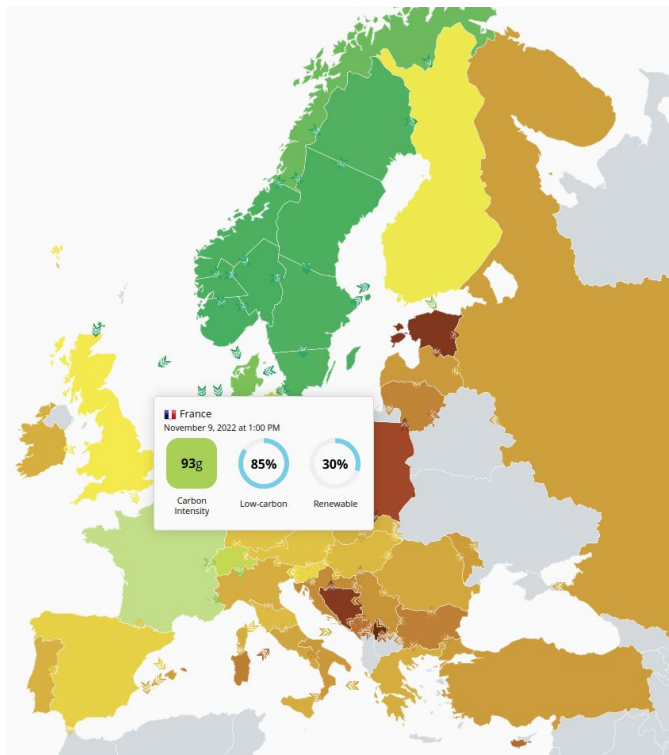 France
November 9, 2022 at 1:00 PM
93g
85%
30%
Carbon
Intensity
Low-carbon
Renewable